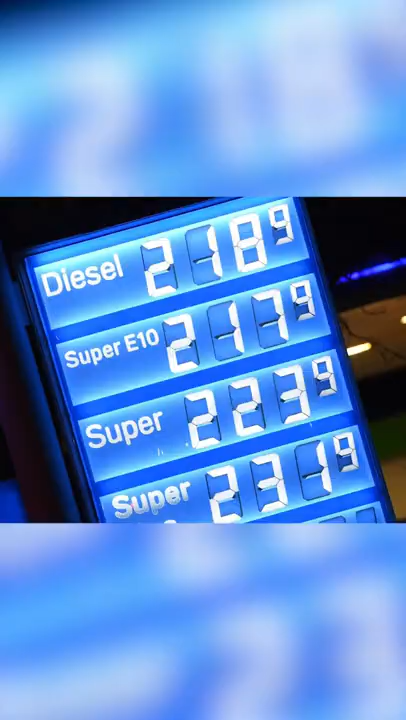 Diesel 218⁹
Super E10 217⁹
Super 223⁹
Super 231⁹